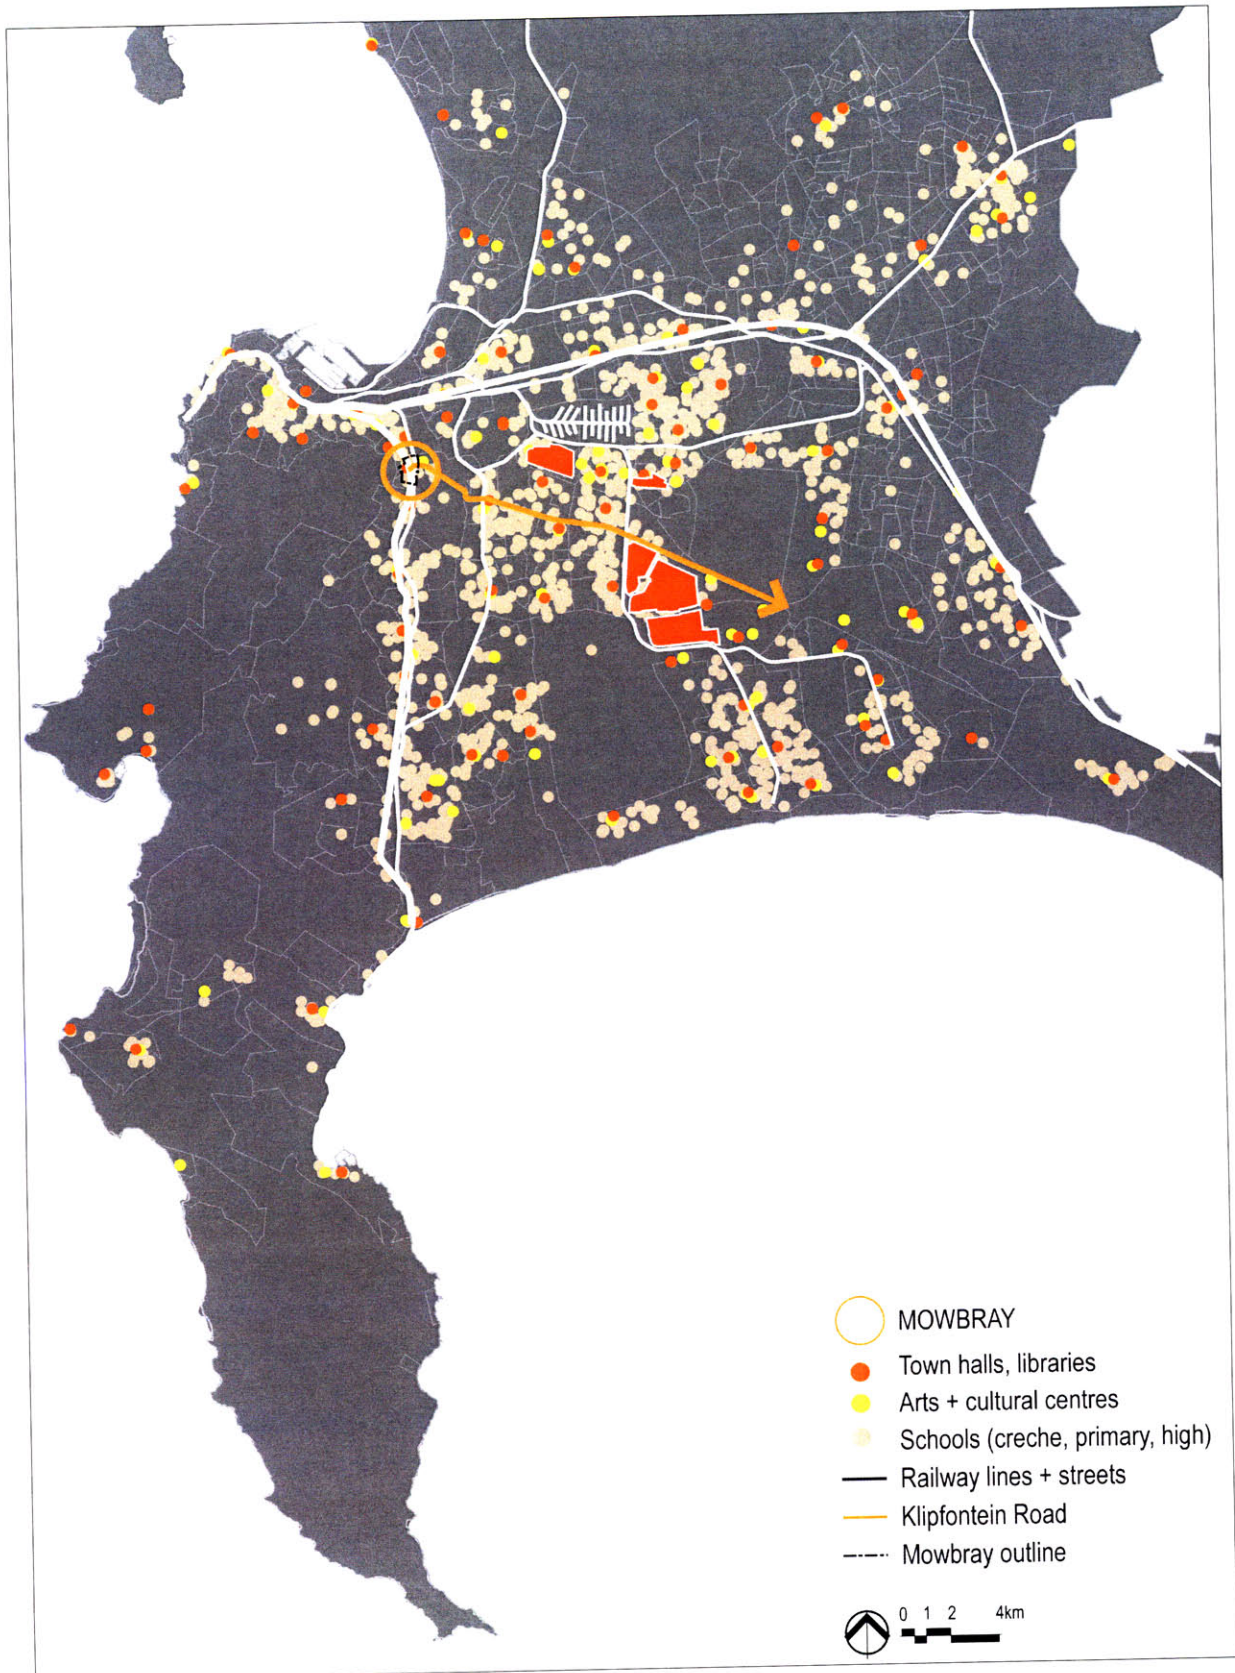 MOWBRAY
Town halls, libraries
Arts + cultural centres
Schools (creche, primary, high)
Railway lines + streets
Klipfontein Road
Mowbray outline
0 1 2 4km